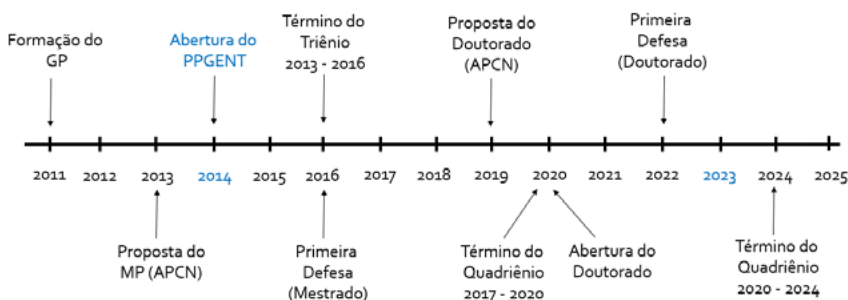 Formação do
GP
Abertura do
PPGENT
Término do
Triênio
2013 - 2016
Proposta do
Doutorado
(APCN)
Primeira
Defesa
(Doutorado)
2011 2012 2013 2014 2015 2016 2017 2018 2019 2020 2021 2022 2023 2024 2025
Proposta do
MP (APCN)
Primeira
Defesa
(Mestrado)
Término do
Quadriênio
2017 - 2020
Abertura do
Doutorado
Término do
Quadriênio
2020 - 2024